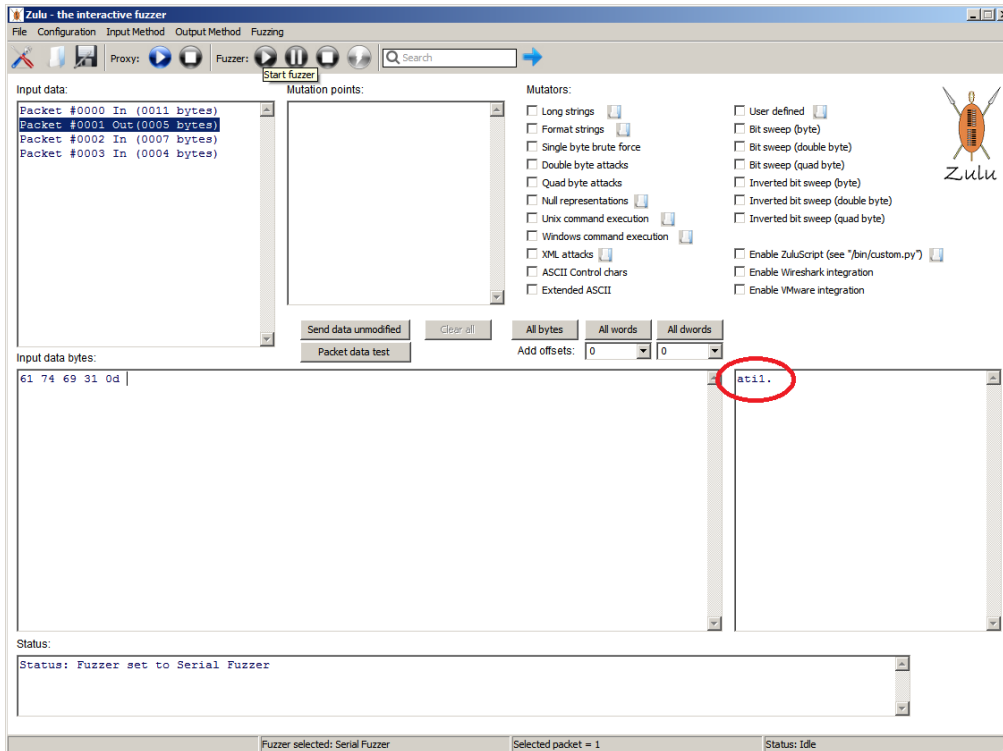 Zulu - the interactive fuzzer
File Configuration Input Method Output Method Fuzzing
Proxy: Fuzzer: Search
Start fuzzer
Input data: Mutation points: Mutators:
Packet #0000 In (0011 bytes)
Packet #0001 Out(0005 bytes)
Packet #0002 In (0007 bytes)
Packet #0003 In (0004 bytes)
Long strings User defined
Format strings Bit sweep (byte)
Single byte brute force Bit sweep (double byte)
Double byte attacks Bit sweep (quad byte)
Quad byte attacks Inverted bit sweep (byte)
Null representations Inverted bit sweep (double byte)
Unix command execution Inverted bit sweep (quad byte)
Windows command execution
XML attacks Enable ZuluScript (see "/bin/custom.py")
ASCII Control chars Enable Wireshark integration
Extended ASCII Enable VMware integration
Zulu
Send data unmodified Clear all All bytes All words All dwords
Packet data test Add offsets: 0 0
Input data bytes:
61 74 69 31 0d ati1.
Status:
Status: Fuzzer set to Serial Fuzzer
Fuzzer selected: Serial Fuzzer Selected packet = 1 Status: Idle